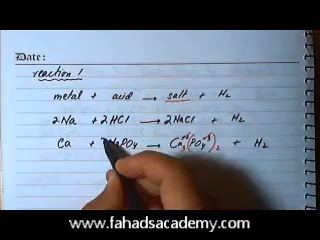 Date:
reaction 1
metal + acid → salt + H2
2Na + 2HCl → 2NaCl + H2
Ca + H3PO4 → Ca3(PO4)2 + H2
www.fahadsacademy.com